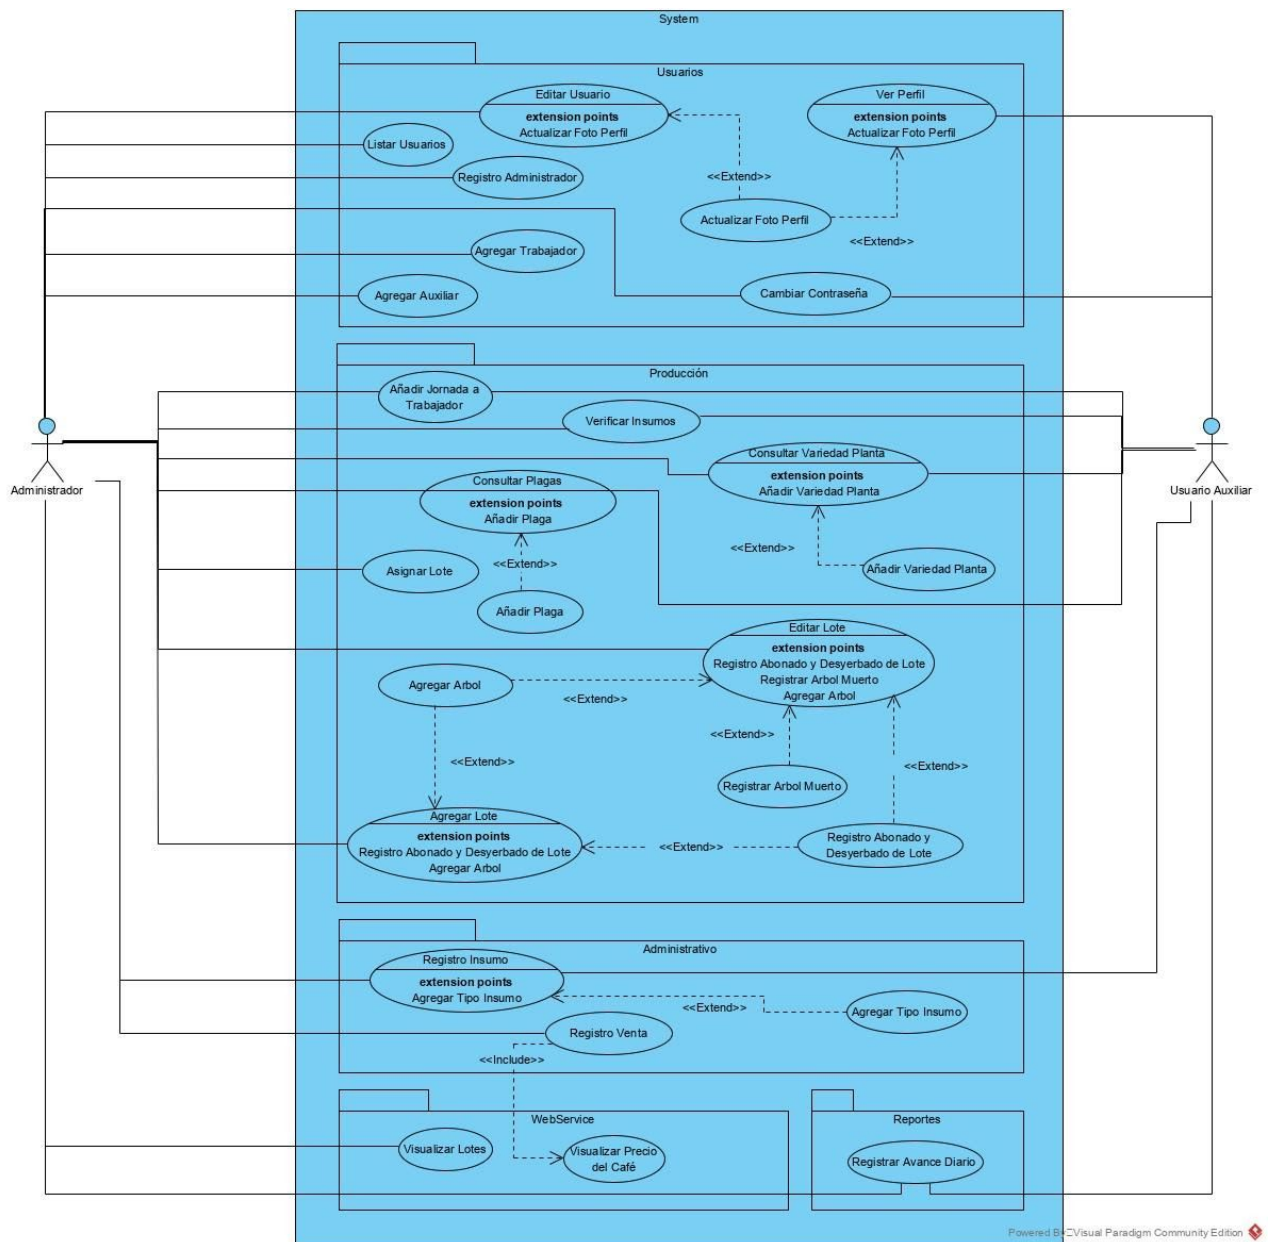 System
Usuarios
Editar Usuario
extension points
Actualizar Foto Perfil
Ver Perfil
extension points
Actualizar Foto Perfil
Listar Usuarios
Registro Administrador
<<Extend>>
Actualizar Foto Perfil
<<Extend>>
Agregar Trabajador
Agregar Auxiliar
Cambiar Contraseña
Producción
Añadir Jornada a
Trabajador
Verificar Insumos
Administrador
Usuario Auxiliar
Consultar Variedad Planta
extension points
Añadir Variedad Planta
Consultar Plagas
extension points
Añadir Plaga
<<Extend>>
<<Extend>>
Asignar Lote
Añadir Variedad Planta
Añadir Plaga
Editar Lote
extension points
Registro Abonado y Desyerbado de Lote
Registrar Arbol Muerto
Agregar Arbol
Agregar Arbol
<<Extend>>
<<Extend>>
<<Extend>>
<<Extend>>
Registrar Arbol Muerto
Agregar Lote
extension points
Registro Abonado y Desyerbado de Lote
Agregar Arbol
<<Extend>>
Registro Abonado y
Desyerbado de Lote
Administrativo
Registro Insumo
extension points
Agregar Tipo Insumo
<<Extend>>
Agregar Tipo Insumo
Registro Venta
<<Include>>
WebService
Visualizar Lotes
Visualizar Precio
del Café
Reportes
Registrar Avance Diario
Powered By Visual Paradigm Community Edition